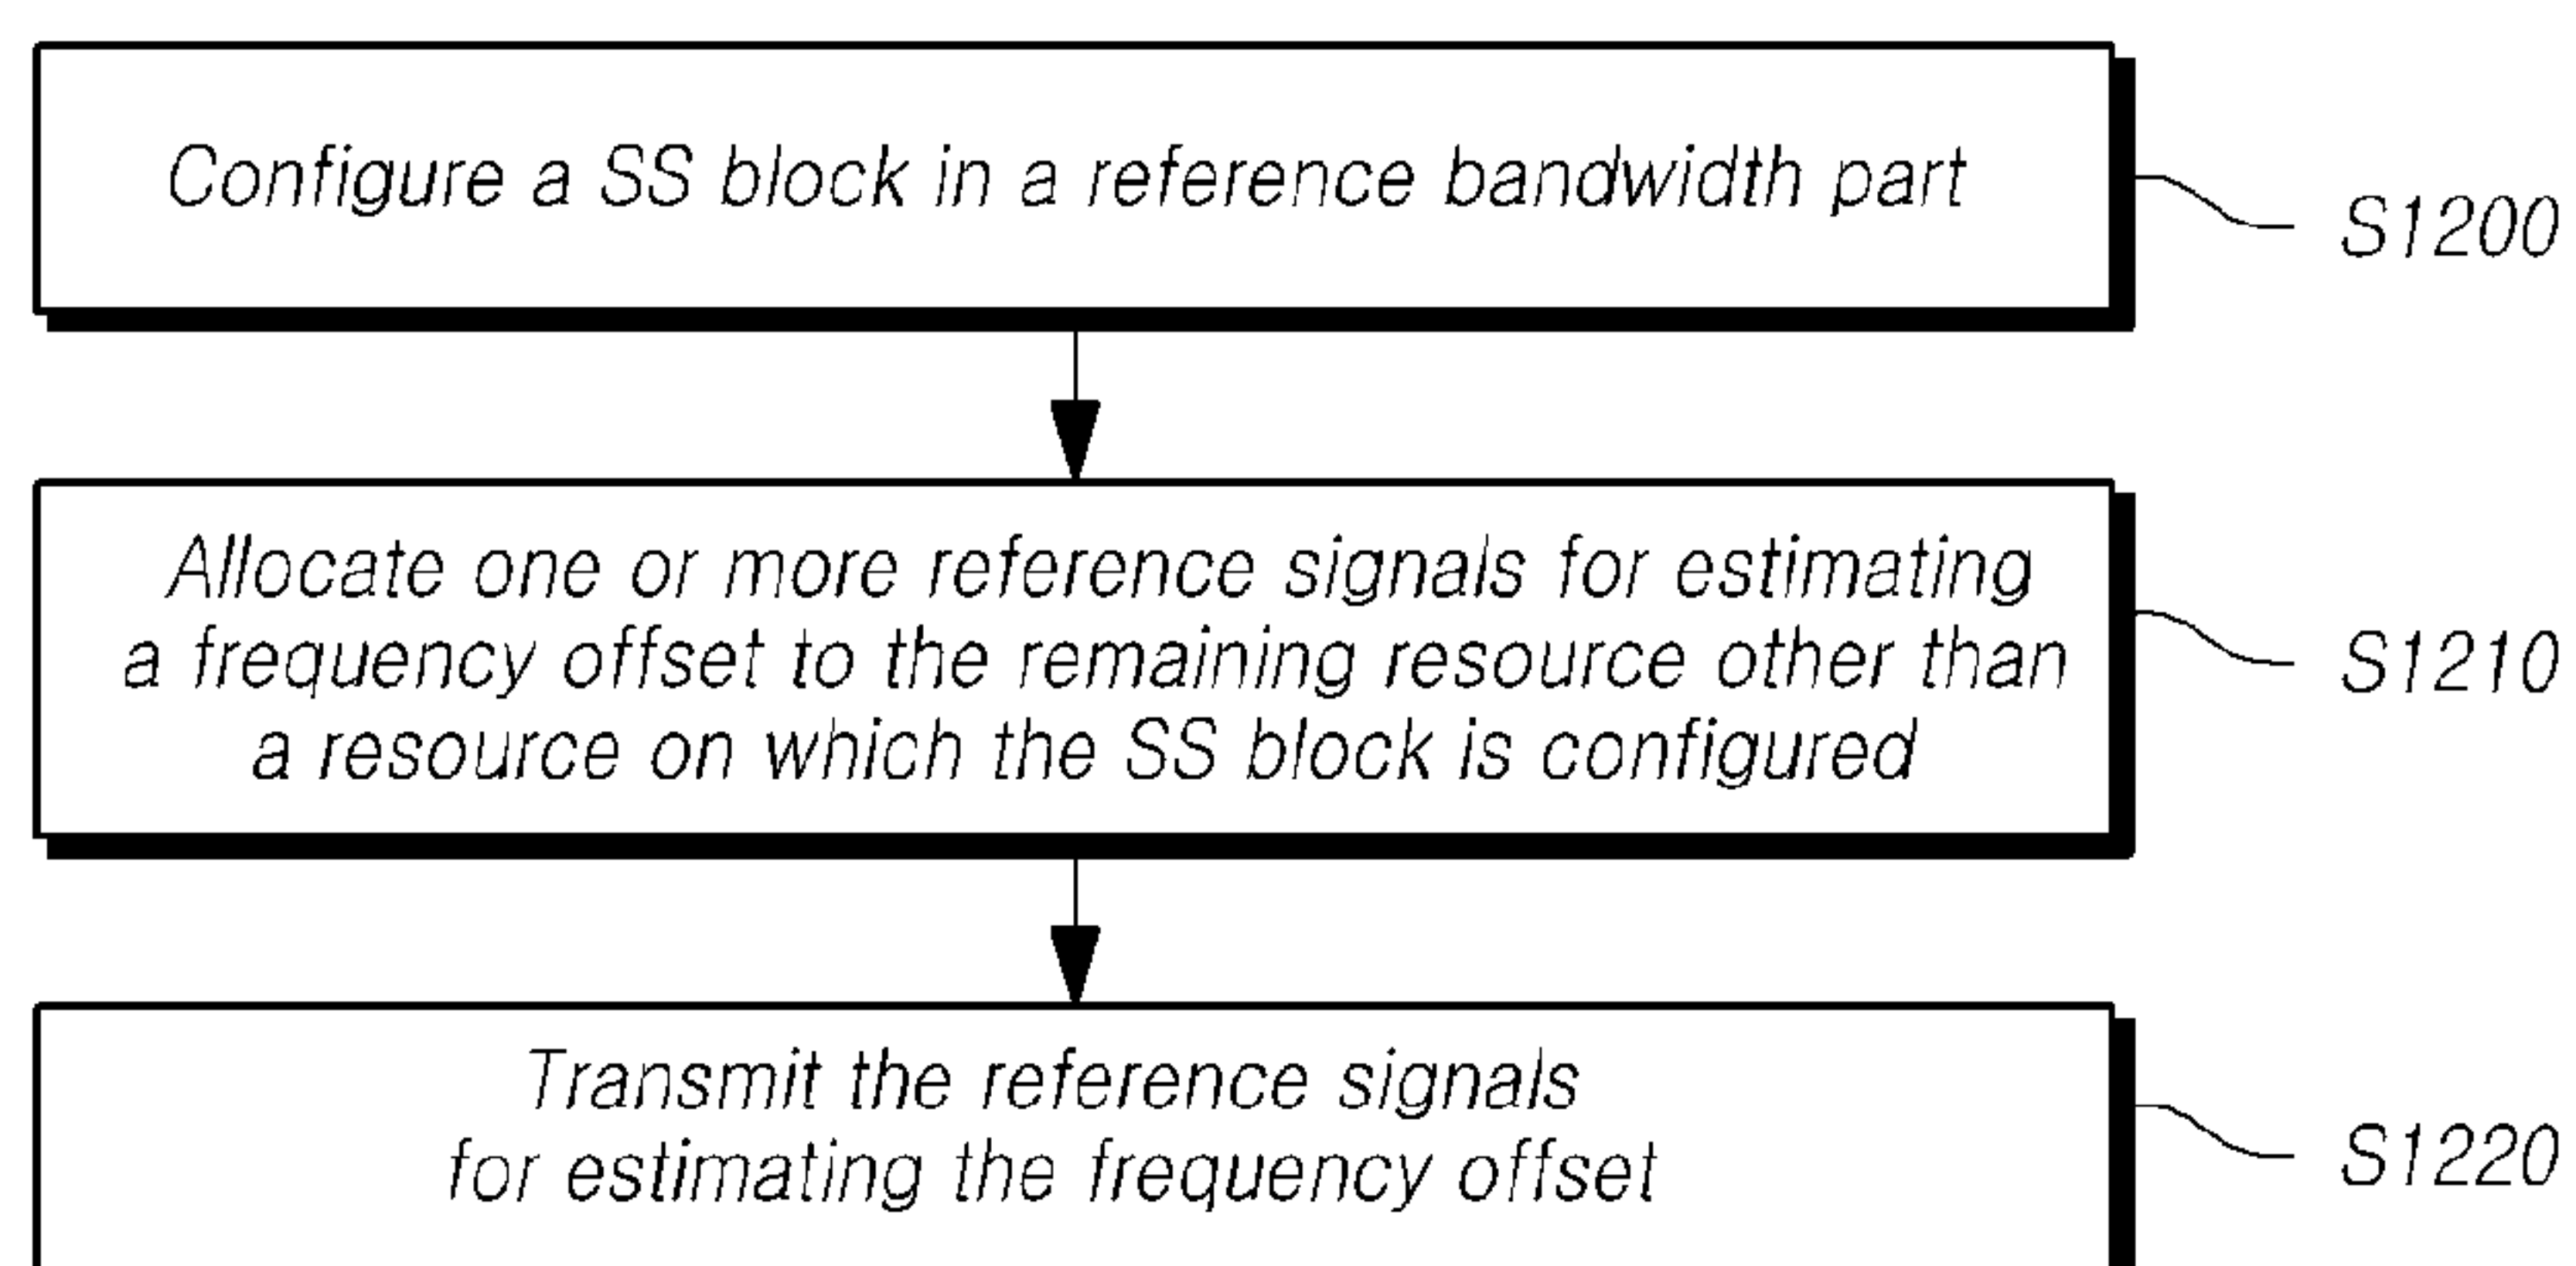 Configure a SS block in a reference bandwidth part
S1200
Allocate one or more reference signals for estimating
a frequency offset to the remaining resource other than
a resource on which the SS block is configured
S1210
Transmit the reference signals
for estimating the frequency offset
S1220